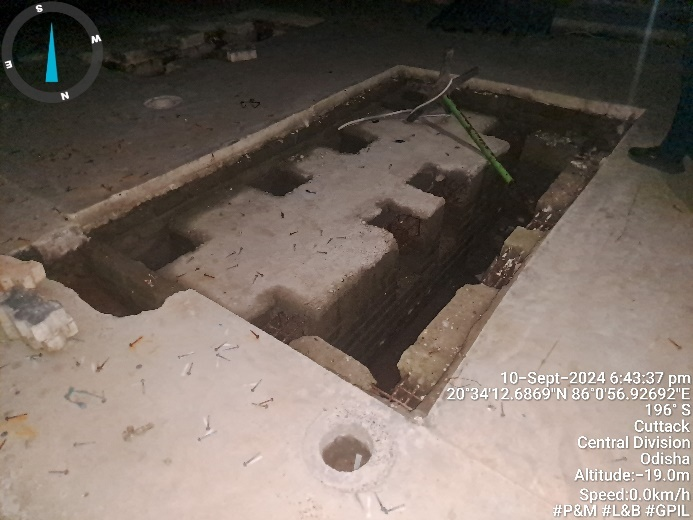 S
W
E
N
10-Sept-2024 6:43:37 pm
20°34'12.6869"N 86°0'56.92692"E
196° S
Cuttack
Central Division
Odisha
Altitude:-19.0m
Speed:0.0km/h
#P&M #L&B #GPIL